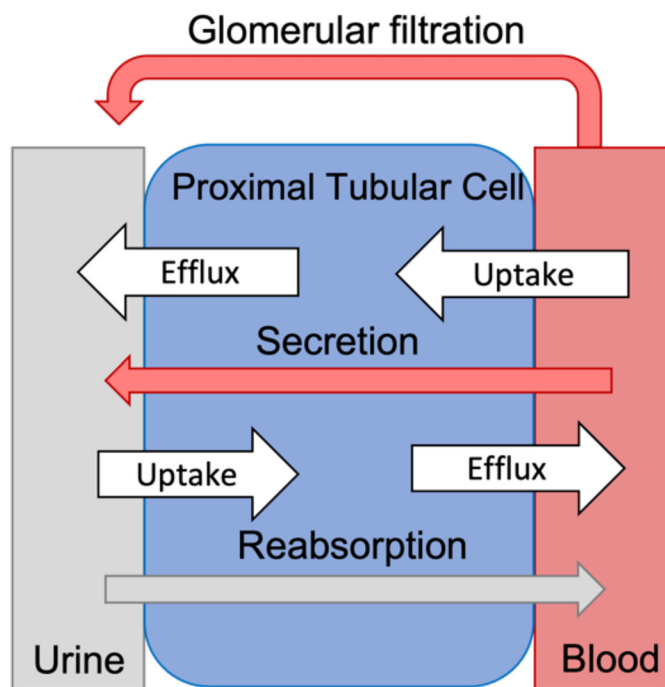 Glomerular filtration
Proximal Tubular Cell
Efflux
Uptake
Secretion
Uptake
Efflux
Reabsorption
Urine
Blood